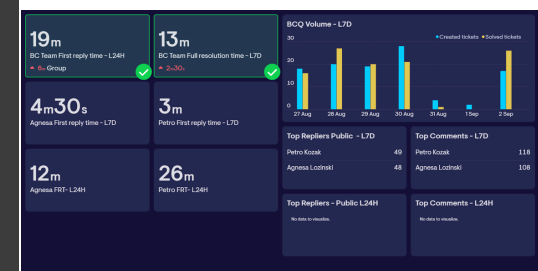 19m
BC Team First reply time - L24H
6m Group
13m
BC Team Full resolution time - L7D
2m30s
4m30s
Agnesa First reply time - L7D
3m
Petro First reply time - L7D
12m
Agnesa FRT- L24H
26m
Petro FRT- L24H
BCQ Volume - L7D
Created tickets Solved tickets
30
20
10
0
27 Aug 28 Aug 29 Aug 30 Aug 31 Aug 1 Sep 2 Sep
Top Repliers Public - L7D
Petro Kozak 49
Agnesa Lozinski 48
Top Comments - L7D
Petro Kozak 118
Agnesa Lozinski 108
Top Repliers - Public L24H
No data to visualise.
Top Comments - L24H
No data to visualise.